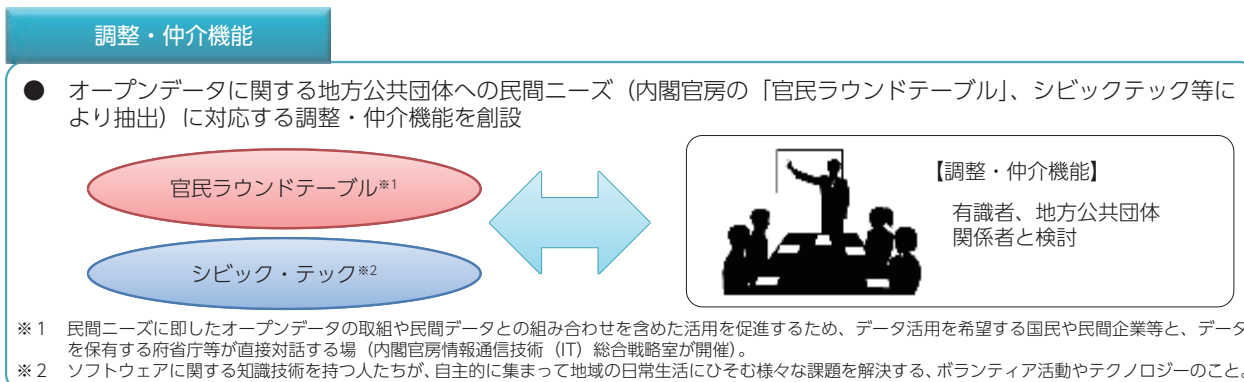 調整・仲介機能
● オープンデータに関する地方公共団体への民間ニーズ（内閣官房の「官民ラウンドテーブル」、シビックテック等に
より抽出）に対応する調整・仲介機能を創設
官民ラウンドテーブル※1
シビック・テック※2
【調整・仲介機能】
有識者、地方公共団体
関係者と検討
※1 民間ニーズに即したオープンデータの取組や民間データとの組み合わせを含めた活用を促進するため、データ活用を希望する国民や民間企業等と、データ
を保有する府省庁等が直接対話する場（内閣官房情報通信技術（IT）総合戦略室が開催）。
※2 ソフトウェアに関する知識技術を持つ人たちが、自主的に集まって地域の日常生活にひそむ様々な課題を解決する、ボランティア活動やテクノロジーのこと。